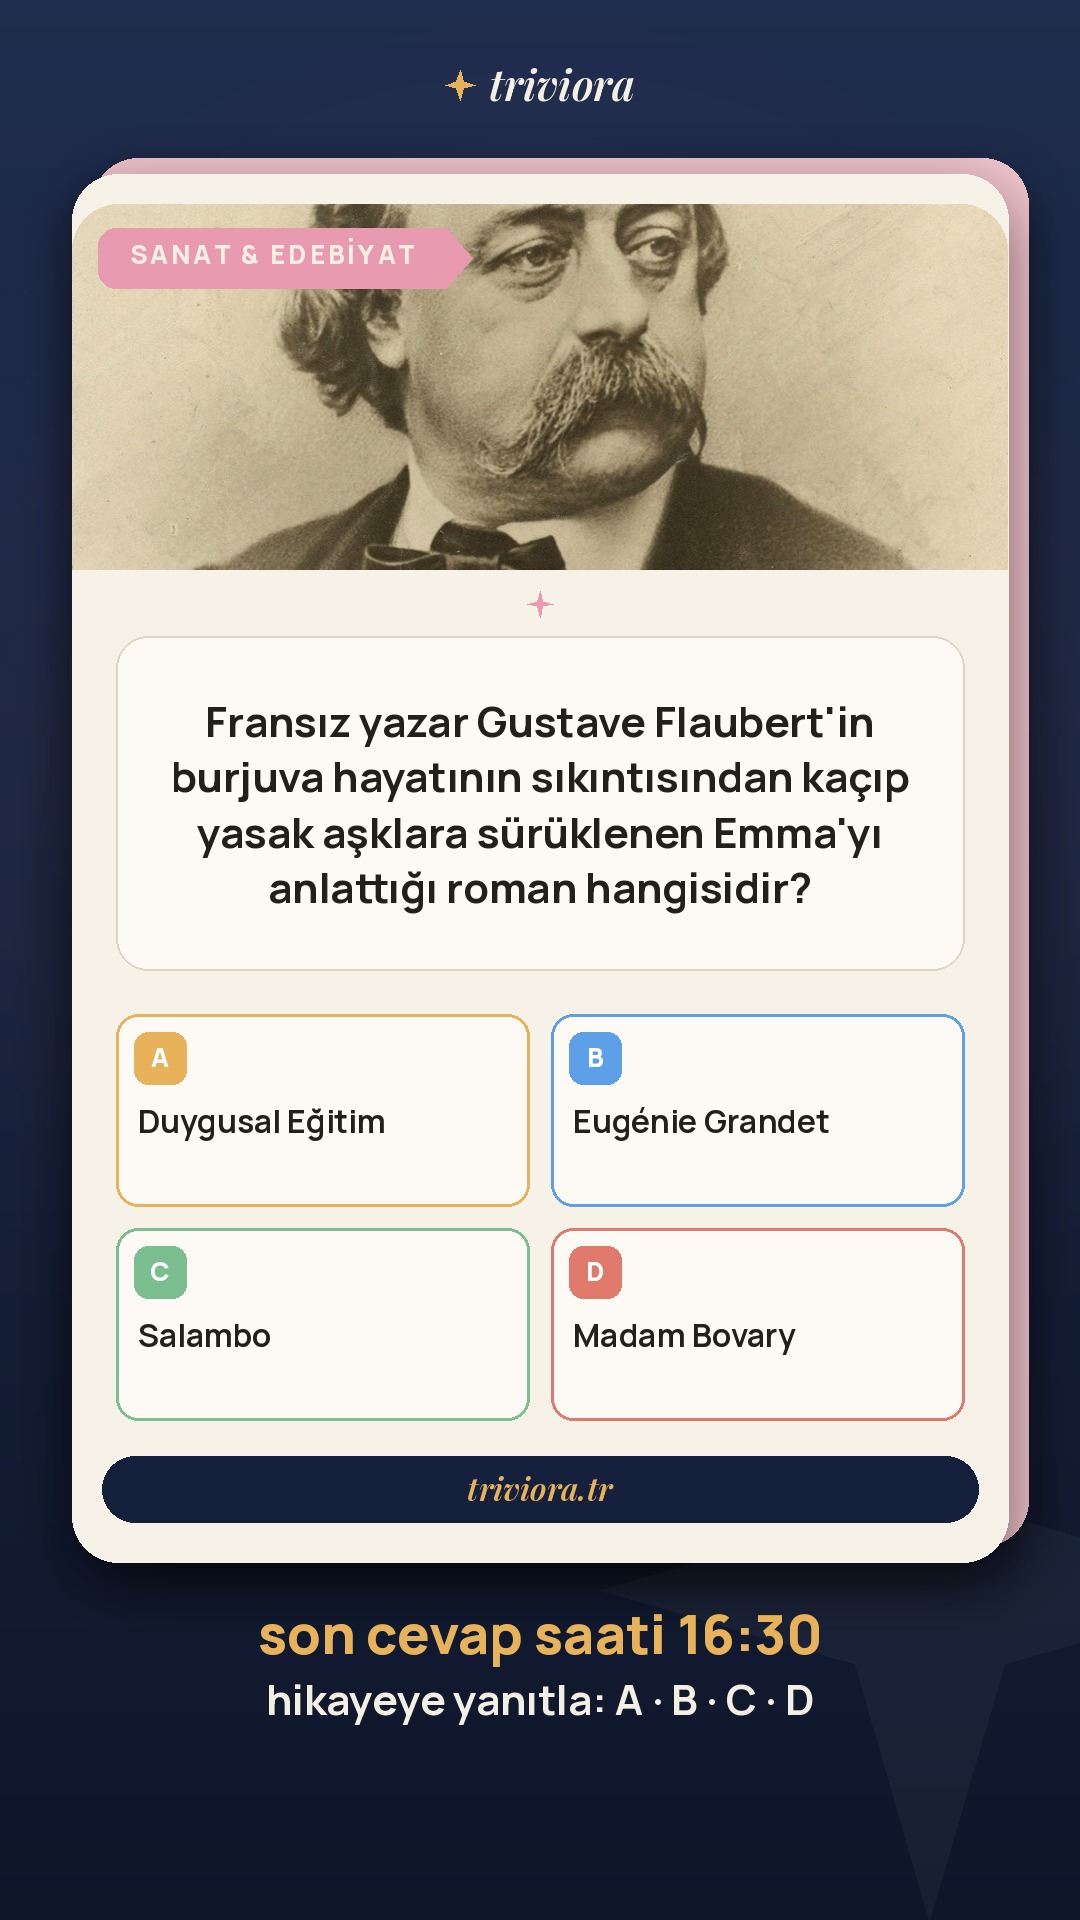 triviora
SANAT & EDEBİYAT
Fransız yazar Gustave Flaubert'in
burjuva hayatının sıkıntısından kaçıp
yasak aşklara sürüklenen Emma'yı
anlattığı roman hangisidir?
A
Duygusal Eğitim
B
Eugénie Grandet
C
Salambo
D
Madam Bovary
triviora.tr
son cevap saati 16:30
hikayeye yanıtla: A · B · C · D